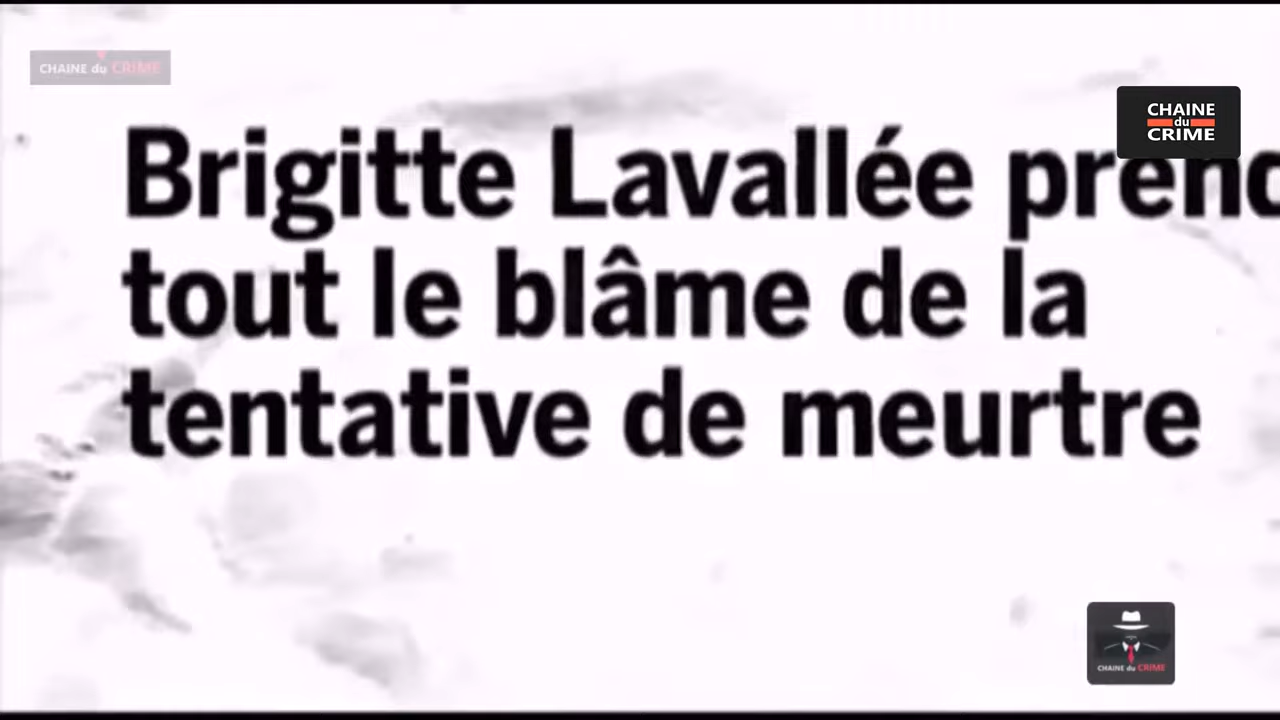 CHAINE du CRIME
CHAINE
du
CRIME
Brigitte Lavallée prend
tout le blâme de la
tentative de meurtre
CHAINE du CRIME